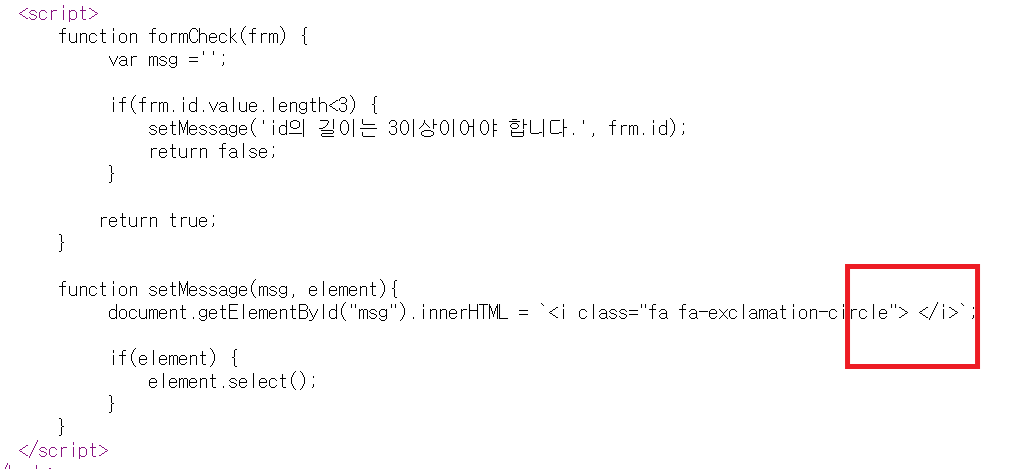 <script>
function formCheck(frm) {
var msg ='';
if(frm.id.value.length<3) {
setMessage('id의 길이는 3이상이어야 합니다.', frm.id);
return false;
}
return true;
}
function setMessage(msg, element){
document.getElementById("msg").innerHTML = `<i class="fa fa-exclamation-circle"> </i>`;
if(element) {
element.select();
}
}
</script>